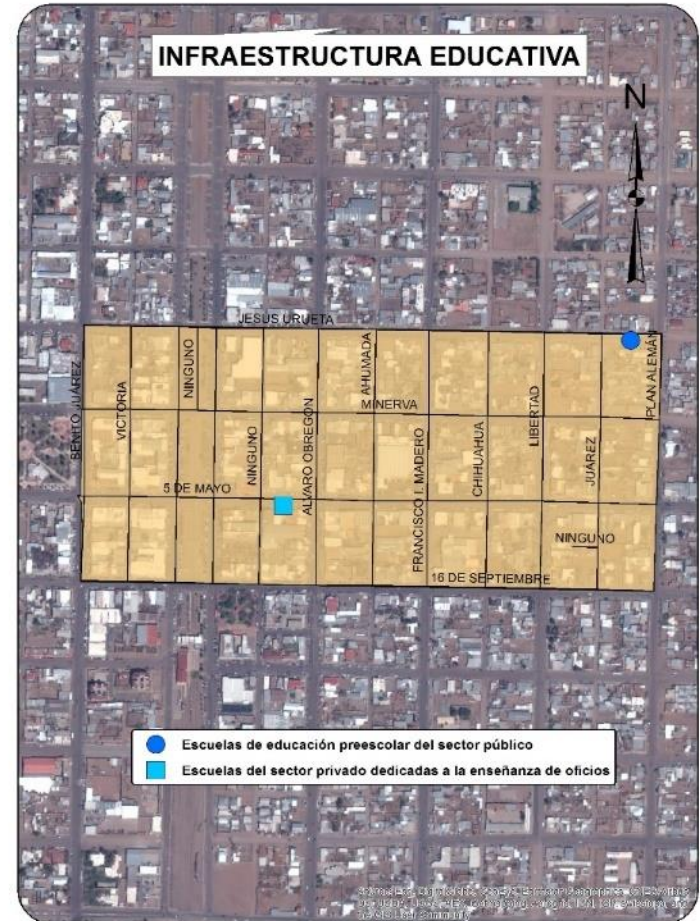 INFRAESTRUCTURA EDUCATIVA
N
JESÚS URUETA
BENITO JUÁREZ
VICTORIA
NINGUNO
NINGUNO
ALVARO OBREGÓN
AHUMADA
MINERVA
FRANCISCO I. MADERO
CHIHUAHUA
LIBERTAD
JUÁREZ
PLAN ALEMÁN
5 DE MAYO
NINGUNO
16 DE SEPTIEMBRE
Escuelas de educación preescolar del sector público
Escuelas del sector privado dedicadas a la enseñanza de oficios